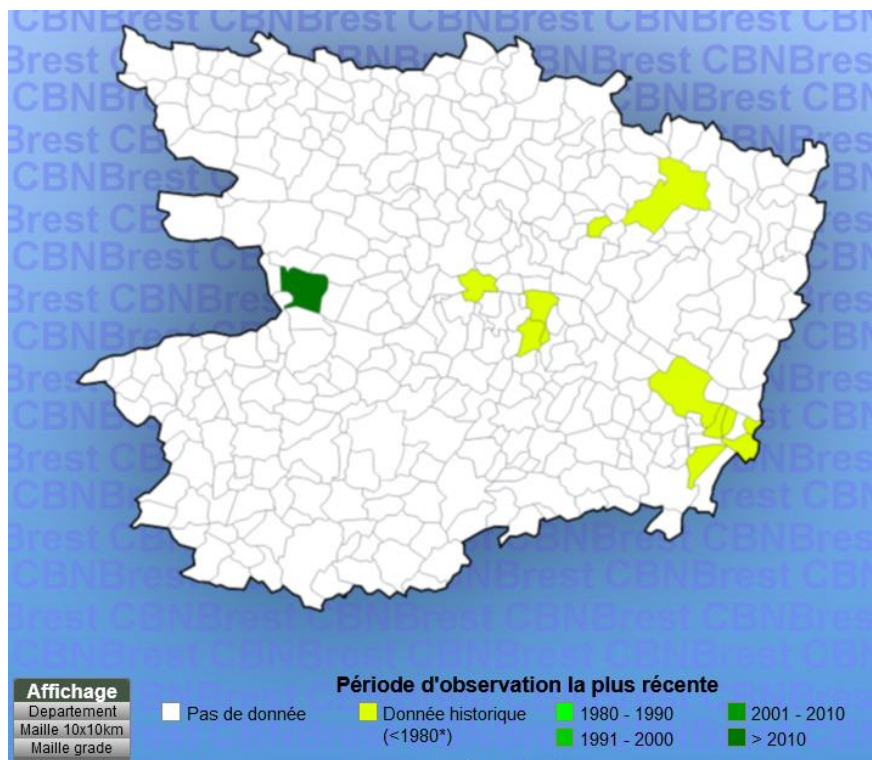 Période d'observation la plus récente
Affichage
Departement
Maille 10x10km
Maille grade
Pas de donnée
Donnée historique
(<1980*)
1980 - 1990
1991 - 2000
2001 - 2010
> 2010
CBNBrest